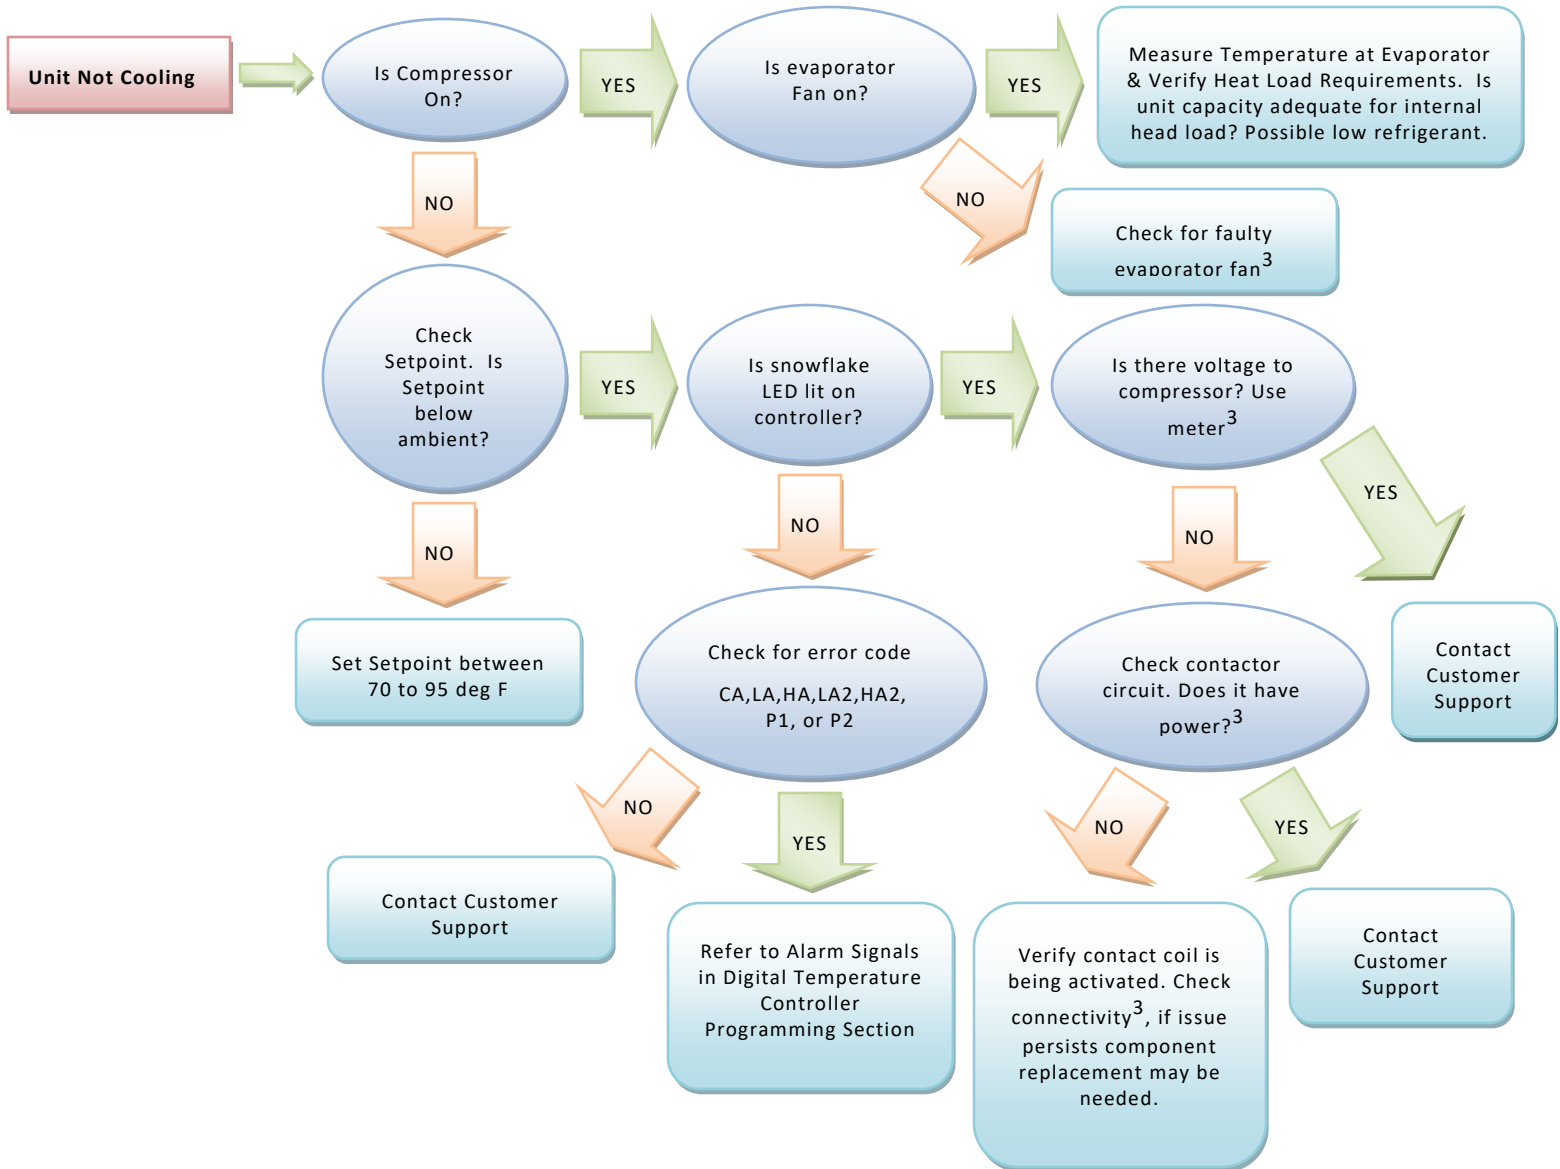 Unit Not Cooling
Is Compressor
On?
YES
Is evaporator
Fan on?
YES
Measure Temperature at Evaporator
& Verify Heat Load Requirements.  Is
unit capacity adequate for internal
head load? Possible low refrigerant.
NO
NO
Check for faulty
evaporator fan3
Check
Setpoint.  Is
Setpoint
below
ambient?
YES
Is snowflake
LED lit on
controller?
YES
Is there voltage to
compressor? Use
meter3
YES
NO
NO
NO
Set Setpoint between
70 to 95 deg F
Check for error code
CA,LA,HA,LA2,HA2,
P1, or P2
Check contactor
circuit. Does it have
power?3
Contact
Customer
Support
NO
YES
NO
YES
Contact Customer
Support
Refer to Alarm Signals
in Digital Temperature
Controller
Programming Section
Verify contact coil is
being activated. Check
connectivity3, if issue
persists component
replacement may be
needed.
Contact
Customer
Support